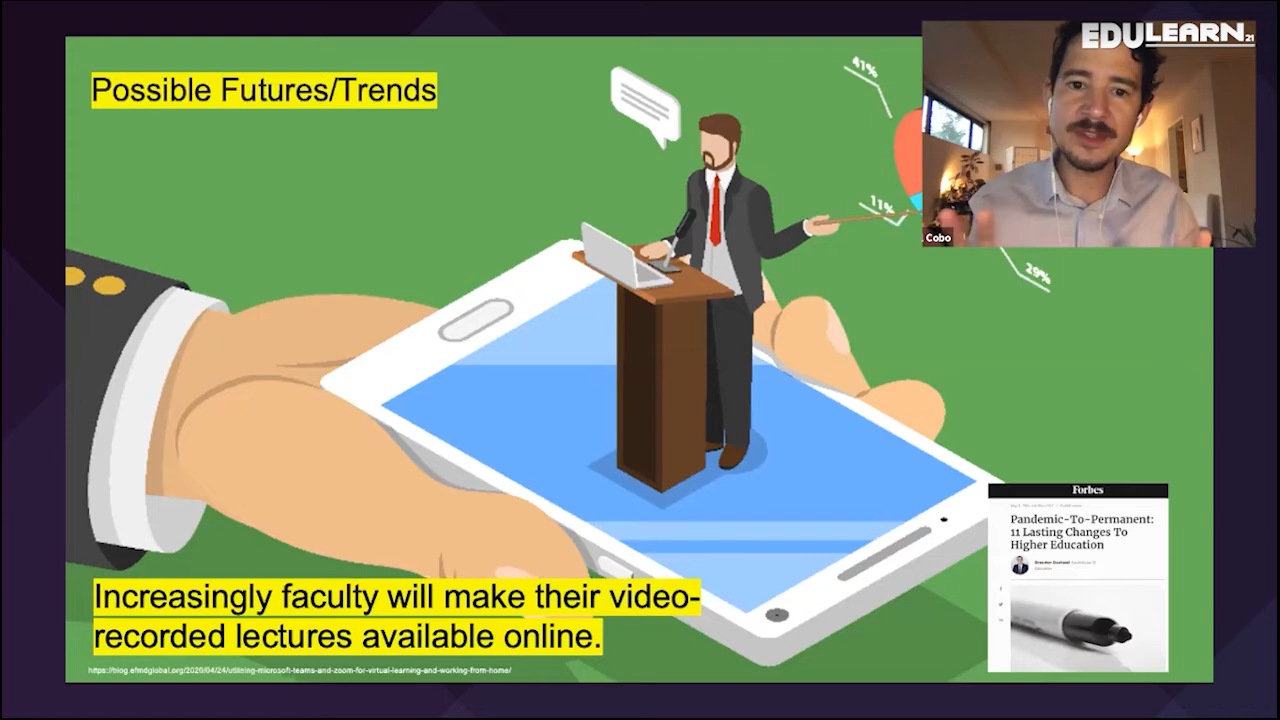 EDULEARN21
Possible Futures/Trends
41%
11%
29%
Cobo
Forbes
Pandemic-To-Permanent:
11 Lasting Changes To
Higher Education
Increasingly faculty will make their video-
recorded lectures available online.
https://blog.efmdglobal.org/2020/04/24/utilining-microsoft-teams-and-zoom-for-virtual-learning-and-working-from-home/